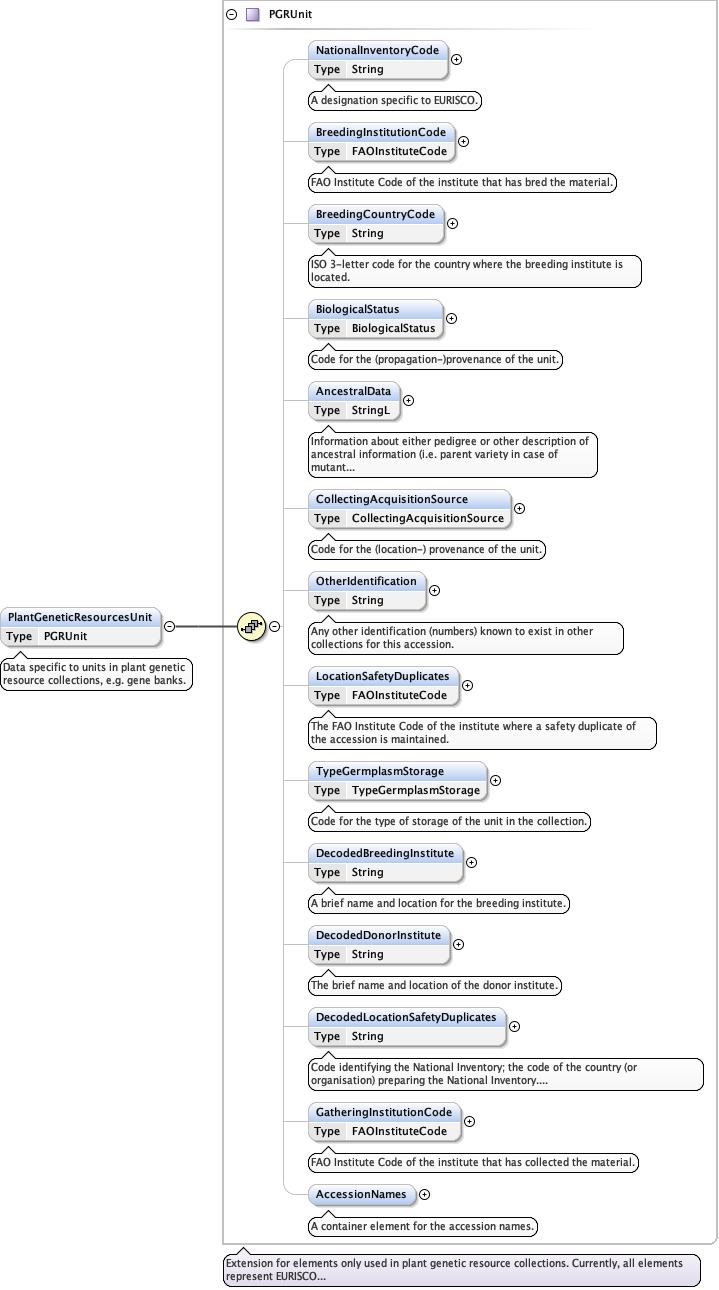 PGRUnit
NationalInventoryCode
Type String
A designation specific to EURISCO.
BreedingInstitutionCode
Type FAOInstituteCode
FAO Institute Code of the institute that has bred the material.
BreedingCountryCode
Type String
ISO 3-letter code for the country where the breeding institute is
located.
BiologicalStatus
Type BiologicalStatus
Code for the (propagation-)provenance of the unit.
AncestralData
Type StringL
Information about either pedigree or other description of
ancestral information (i.e. parent variety in case of
mutant...
CollectingAcquisitionSource
Type CollectingAcquisitionSource
Code for the (location-) provenance of the unit.
OtherIdentification
Type String
Any other identification (numbers) known to exist in other
collections for this accession.
PlantGeneticResourcesUnit
Type PGRUnit
Data specific to units in plant genetic
resource collections, e.g. gene banks.
LocationSafetyDuplicates
Type FAOInstituteCode
The FAO Institute Code of the institute where a safety duplicate of
the accession is maintained.
TypeGermplasmStorage
Type TypeGermplasmStorage
Code for the type of storage of the unit in the collection.
DecodedBreedingInstitute
Type String
A brief name and location for the breeding institute.
DecodedDonorInstitute
Type String
The brief name and location of the donor institute.
DecodedLocationSafetyDuplicates
Type String
Code identifying the National Inventory; the code of the country (or
organisation) preparing the National Inventory....
GatheringInstitutionCode
Type FAOInstituteCode
FAO Institute Code of the institute that has collected the material.
AccessionNames
A container element for the accession names.
Extension for elements only used in plant genetic resource collections. Currently, all elements
represent EURISCO...